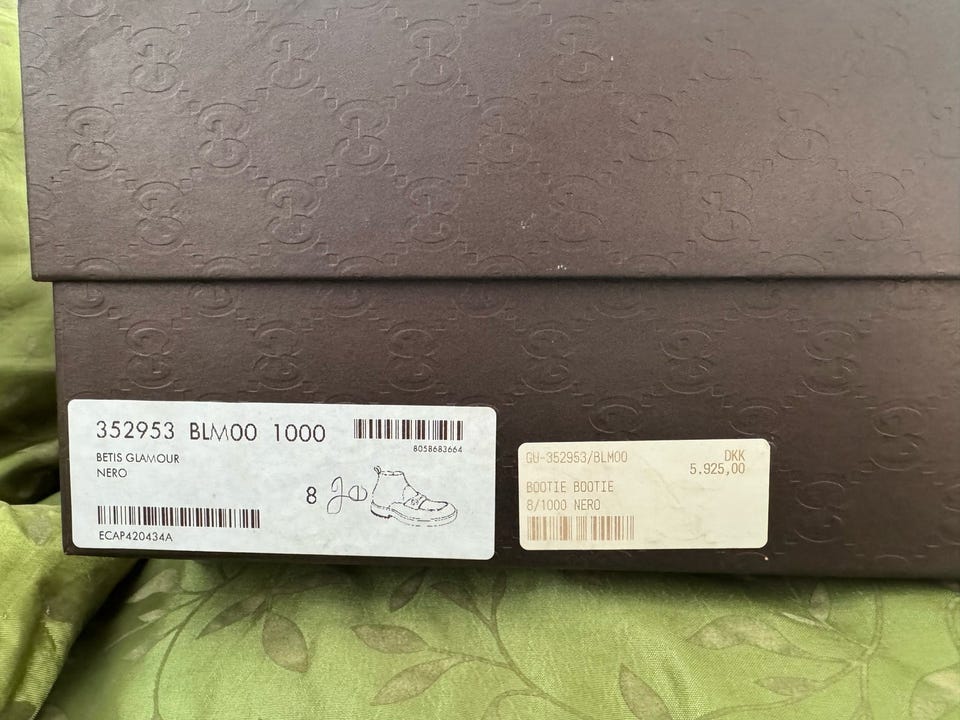 352953 BLM00 1000
8058683664
BETIS GLAMOUR
NERO
8
ECAP420434A
GU-352953/BLM00
DKK
5.925,00
BOOTIE BOOTIE
8/1000 NERO